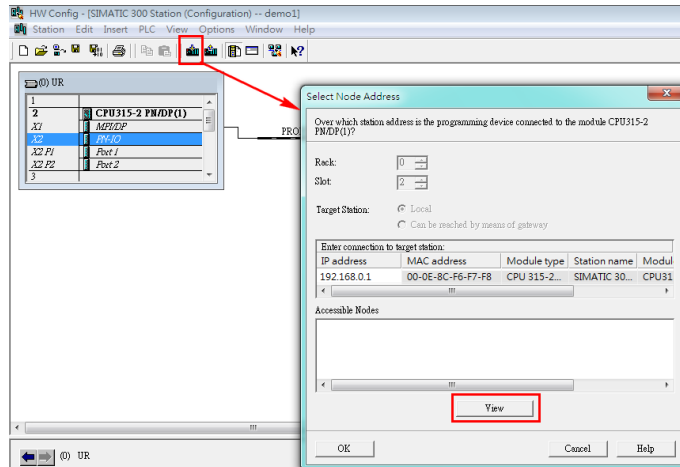 HW Config - [SIMATIC 300 Station (Configuration) -- demo1]
Station Edit Insert PLC View Options Window Help
(0) UR
1
2 CPU315-2 PN/DP(1)
X1 MPI/DP
X2 PN-IO
X2 P1 Port 1
X2 P2 Port 2
3
PRO
Select Node Address
Over which station address is the programming device connected to the module CPU315-2
PN/DP(1)?
Rack: 0
Slot: 2
Target Station: Local
Can be reached by means of gateway
Enter connection to target station:
IP address MAC address Module type Station name Modul
192.168.0.1 00-0E-8C-F6-F7-F8 CPU 315-2... SIMATIC 30... CPU31
Accessible Nodes
View
OK Cancel Help
(0) UR